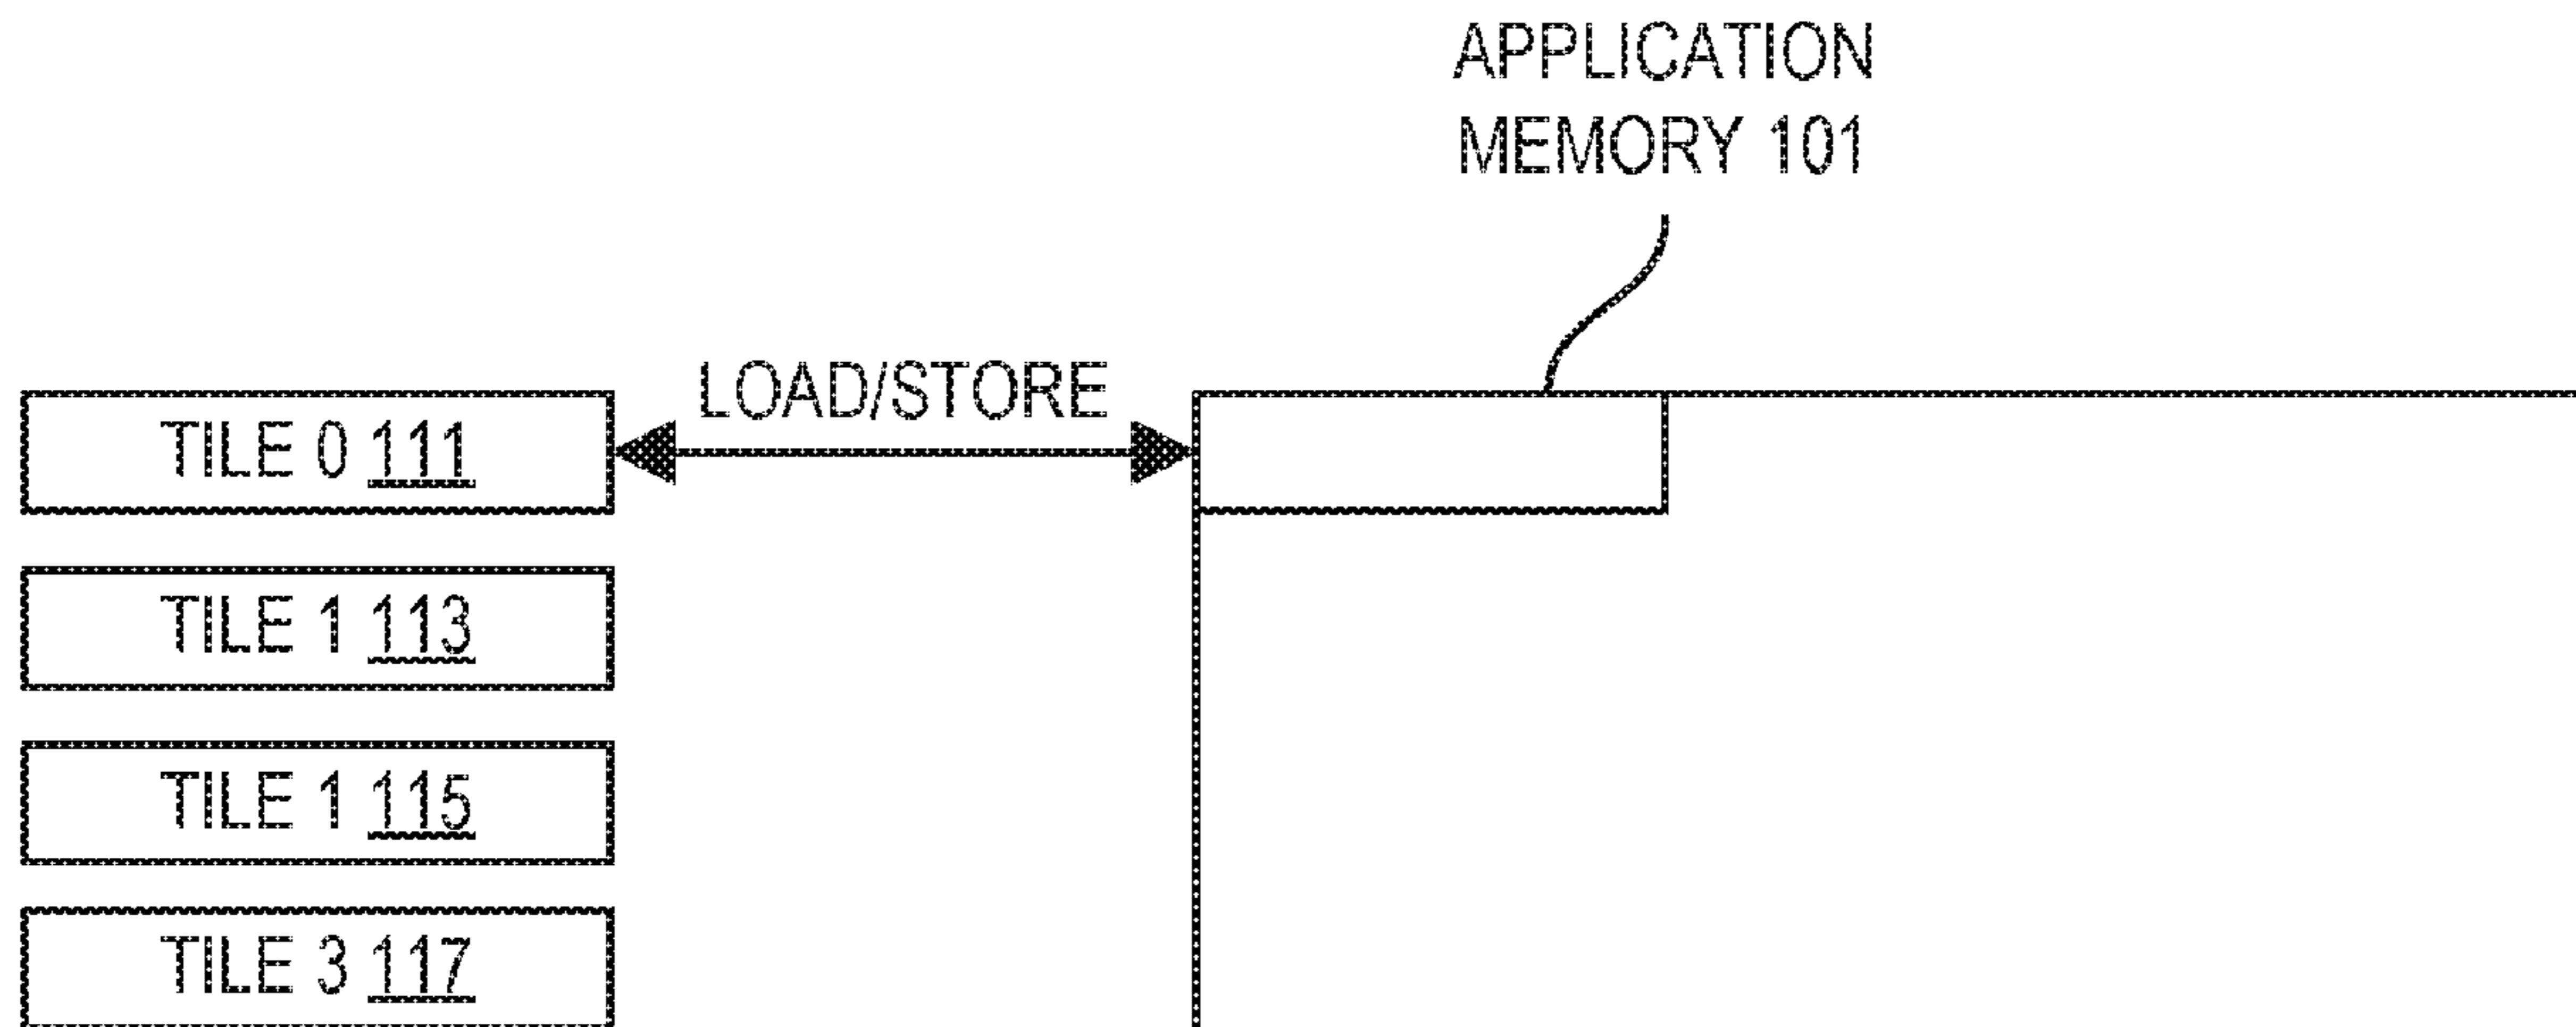 APPLICATION
MEMORY 101
LOAD/STORE
TILE 0 111
TILE 1 113
TILE 1 115
TILE 3 117